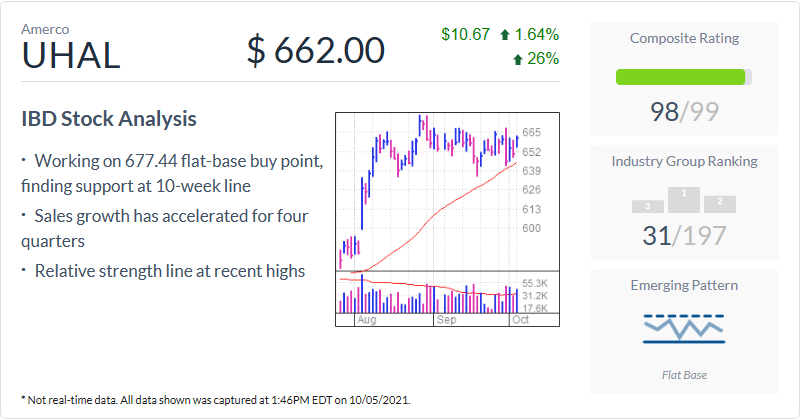 Amerco
UHAL
$ 662.00
$10.67 1.64%
26%
IBD Stock Analysis
· Working on 677.44 flat-base buy point,
finding support at 10-week line
· Sales growth has accelerated for four
quarters
· Relative strength line at recent highs
665
652
639
626
613
600
55.3K
31.2K
17.6K
Aug Sep Oct
Composite Rating
98/99
Industry Group Ranking
3 1 2
31/197
Emerging Pattern
Flat Base
* Not real-time data. All data shown was captured at 1:46PM EDT on 10/05/2021.